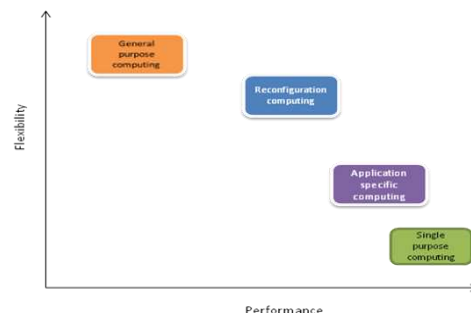 General
purpose
computing
Reconfiguration
computing
Application
specific
computing
Single
purpose
computing
Flexibility
Performance